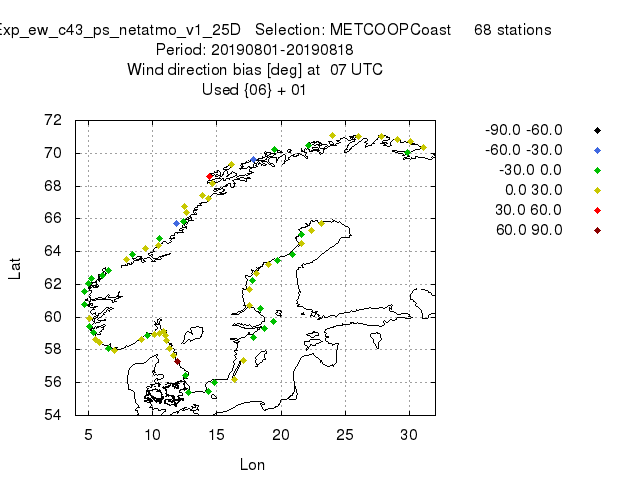 Exp_ew_c43_ps_netatmo_v1_25D Selection: METCOOPCoast 68 stations
Period: 20190801-20190818
Wind direction bias [deg] at 07 UTC
Used {06} + 01
72
70
68
66
64
62
60
58
56
54
5 10 15 20 25 30
Lat
Lon
-90.0 -60.0
-60.0 -30.0
-30.0 0.0
0.0 30.0
30.0 60.0
60.0 90.0